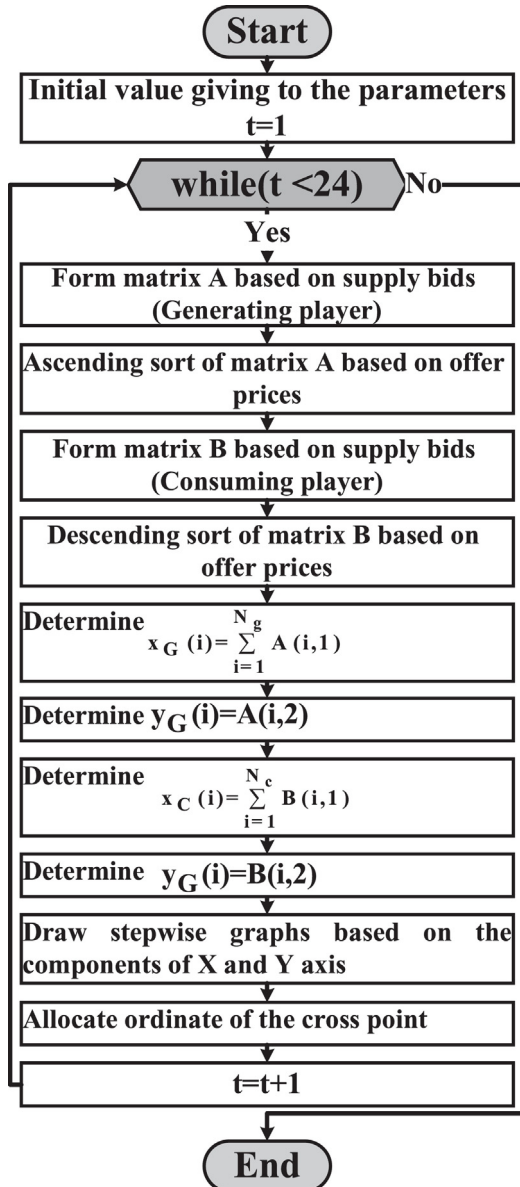 Start
Initial value giving to the parameters
t=1
while(t <24)
No
Yes
Form matrix A based on supply bids
(Generating player)
Ascending sort of matrix A based on offer
prices
Form matrix B based on supply bids
(Consuming player)
Descending sort of matrix B based on
offer prices
Determine x_G (i)= ∑_{i=1}^{N_g} A (i,1)
Determine y_G (i)=A(i,2)
Determine x_C (i)= ∑_{i=1}^{N_c} B (i,1)
Determine y_G (i)=B(i,2)
Draw stepwise graphs based on the
components of X and Y axis
Allocate ordinate of the cross point
t=t+1
End